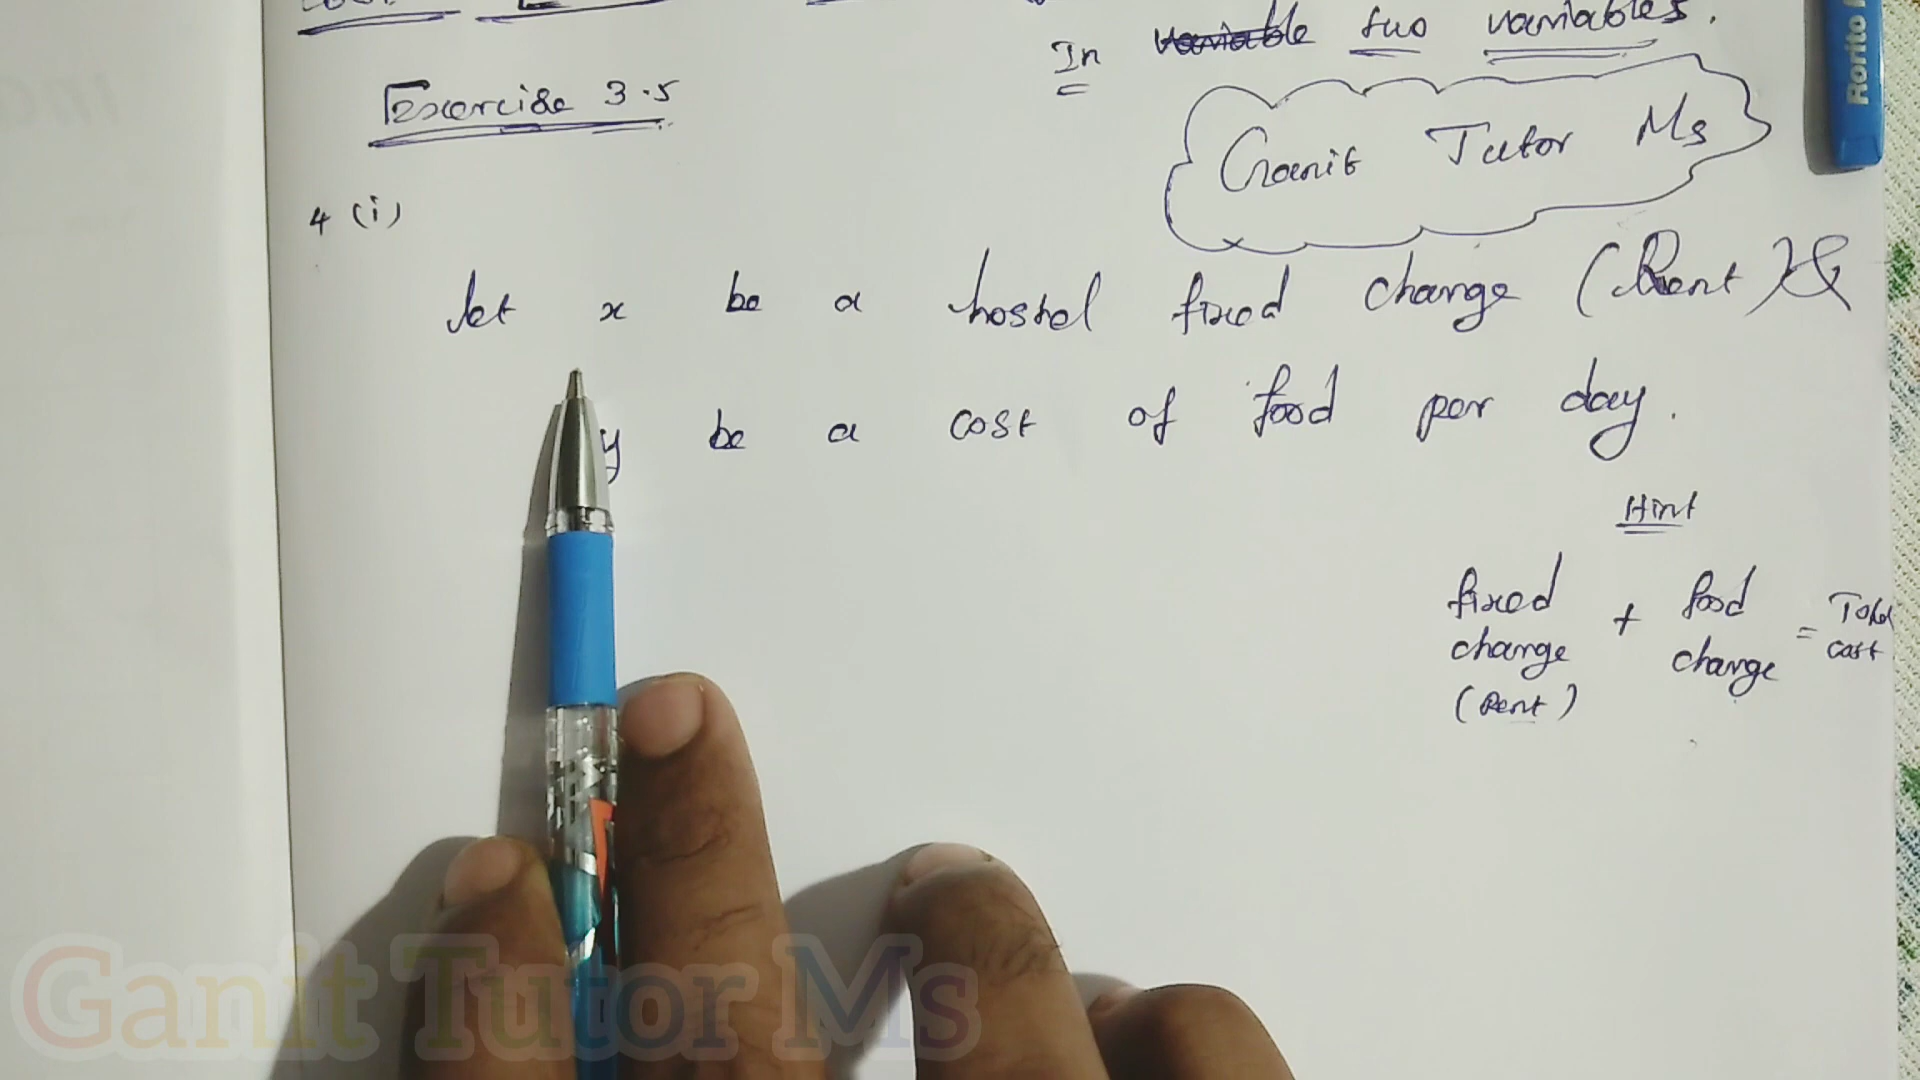 In variable two variables.
Exercise 3.5
Ganit Tutor Ms
4 (i)
Let x be a hostel fixed charge (Rent) &
y be a cost of food per day.
Hint
fixed charge (Rent) + food charge = Total cost
Rorito
Ganit Tutor Ms